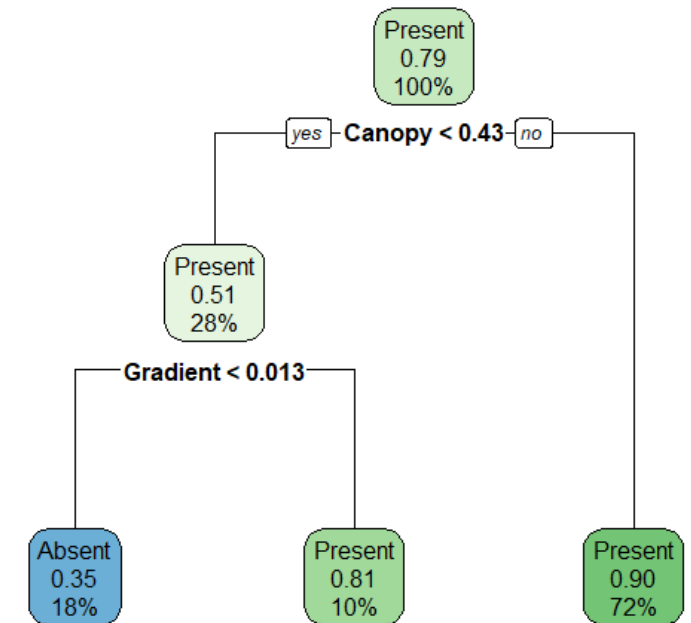 Present
0.79
100%
yes Canopy < 0.43 no
Present
0.51
28%
Gradient < 0.013
Absent
0.35
18%
Present
0.81
10%
Present
0.90
72%